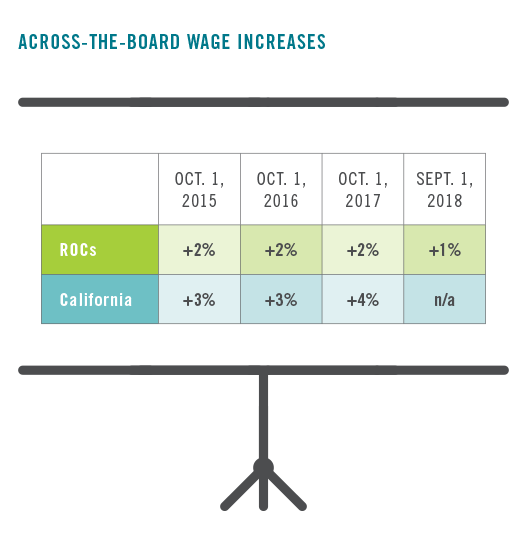 ACROSS-THE-BOARD WAGE INCREASES
OCT. 1, OCT. 1, OCT. 1, SEPT. 1,
2015 2016 2017 2018
ROCs +2% +2% +2% +1%
California +3% +3% +4% n/a